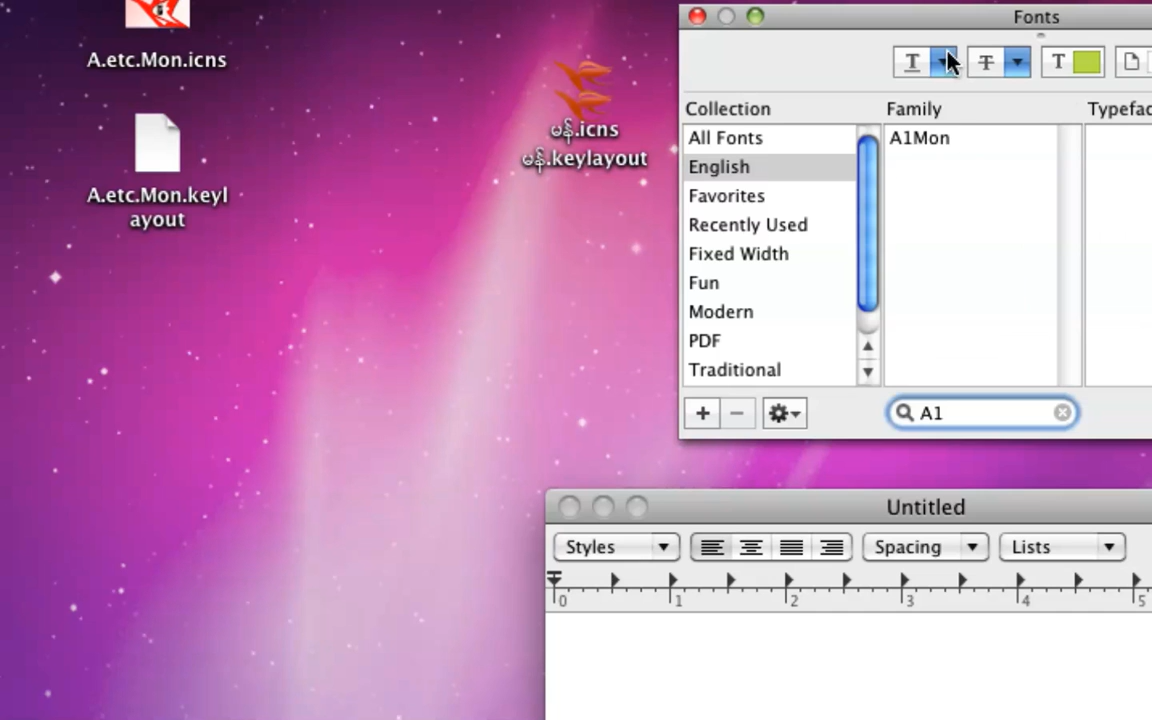 A.etc.Mon.icns
A.etc.Mon.keyl
ayout
မန်.icns
မန်.keylayout
Fonts
T T T
Collection Family Typefac
All Fonts A1Mon
English
Favorites
Recently Used
Fixed Width
Fun
Modern
PDF
Traditional
A1
Untitled
Styles Spacing Lists
0 1 2 3 4 5